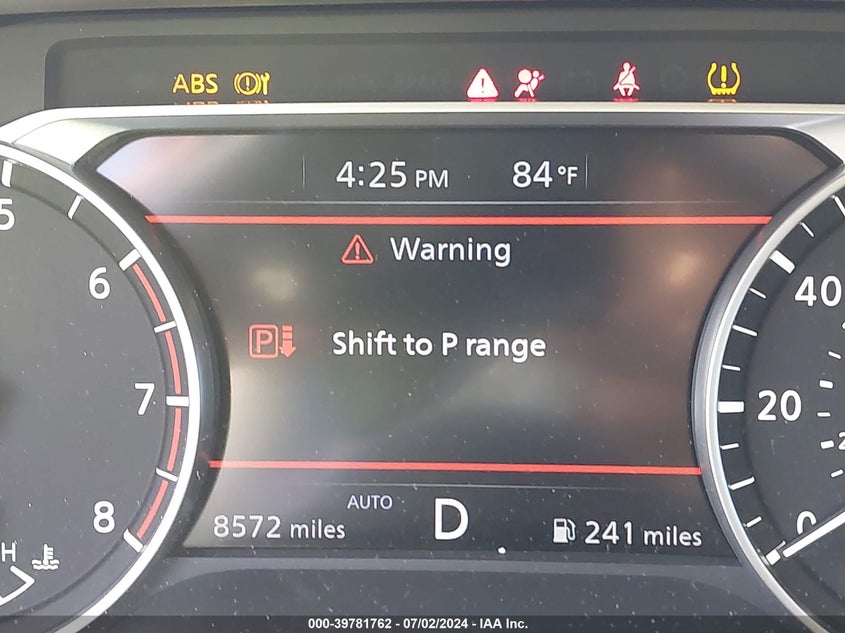 ABS
4:25 PM 84°F
Warning
P Shift to P range
5
6
7
8
H
40
20
0
AUTO
8572 miles D 241 miles
000-39781762 - 07/02/2024 - IAA Inc.